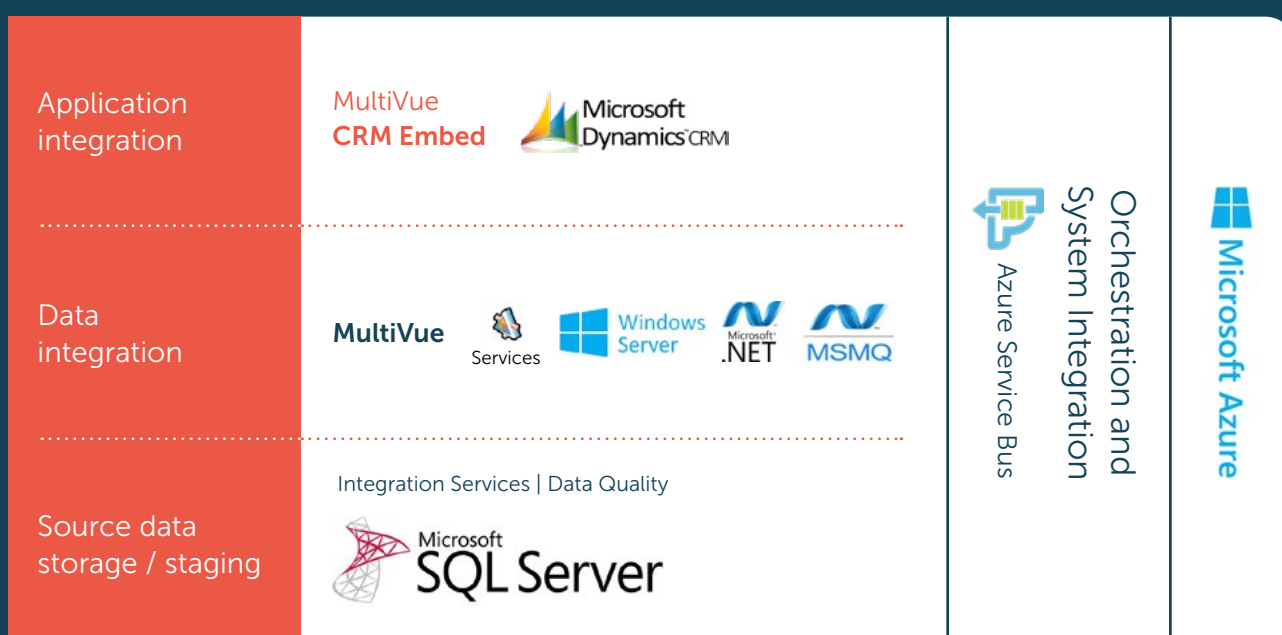 Application
integration
MultiVue
CRM Embed
Microsoft
Dynamics CRM
Data
integration
MultiVue
Services
Windows
Server
Microsoft
.NET
MSMQ
Source data
storage / staging
Integration Services | Data Quality
Microsoft
SQL Server
Azure Service Bus
Orchestration and
System Integration
Microsoft Azure